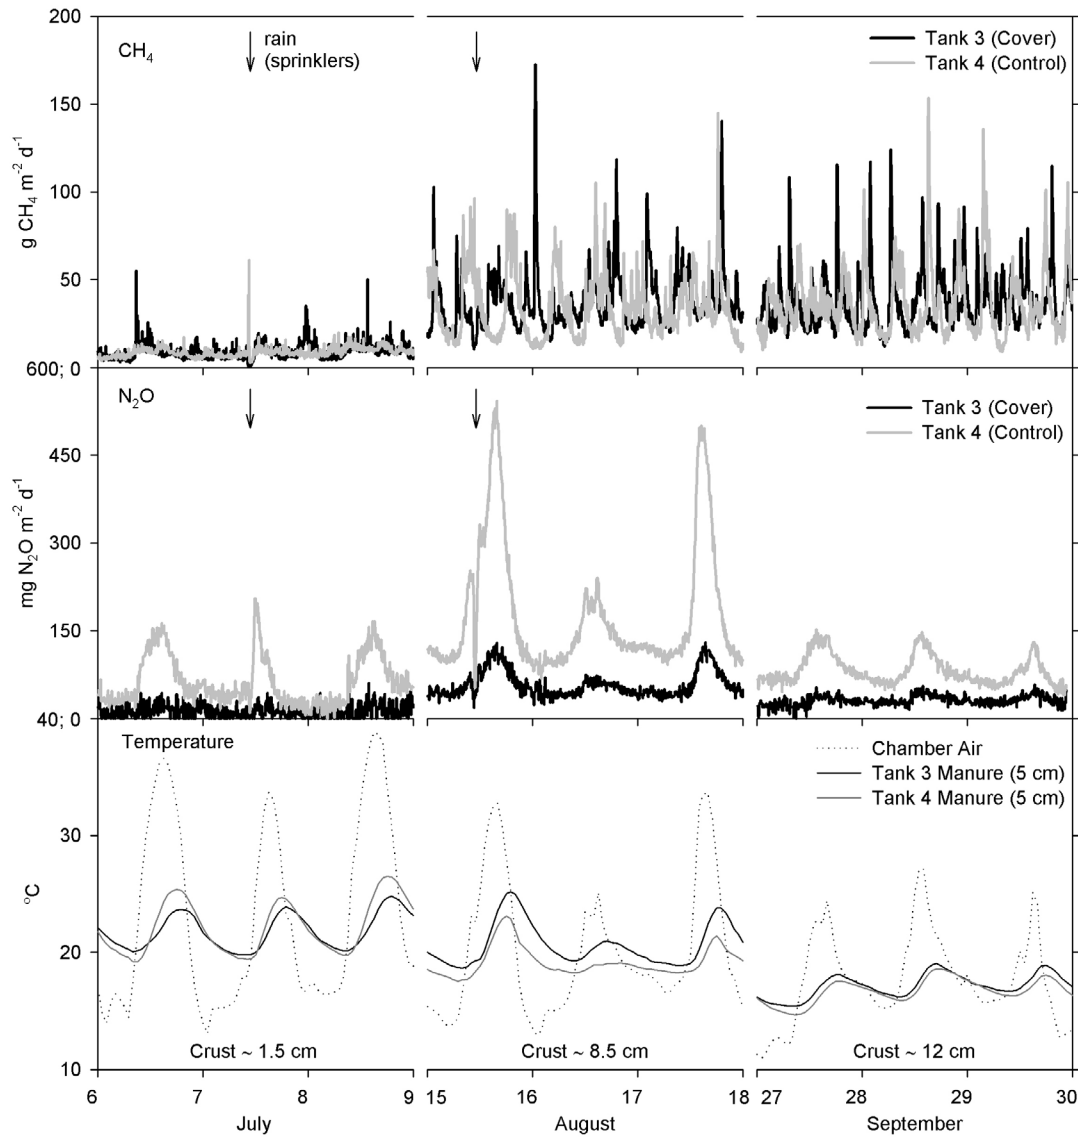 200
CH4
rain
(sprinklers)
Tank 3 (Cover)
Tank 4 (Control)
150
100
50
g CH4 m-2 d-1
600; 0
N2O
Tank 3 (Cover)
Tank 4 (Control)
450
300
150
mg N2O m-2 d-1
40; 0
Temperature
Chamber Air
Tank 3 Manure (5 cm)
Tank 4 Manure (5 cm)
30
20
10
oC
Crust ~ 1.5 cm
Crust ~ 8.5 cm
Crust ~ 12 cm
6 7 8 9 15 16 17 18 27 28 29 30
July August September